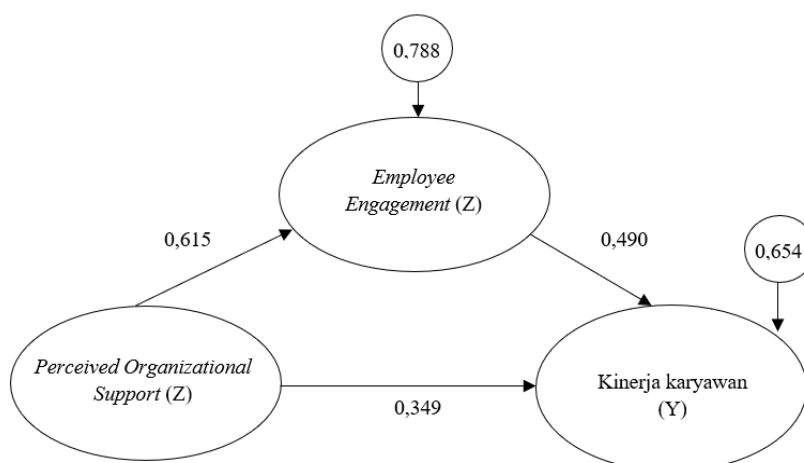 0,788
Employee
Engagement (Z)
0,615
0,490
0,654
Perceived Organizational
Support (Z)
Kinerja karyawan
(Y)
0,349